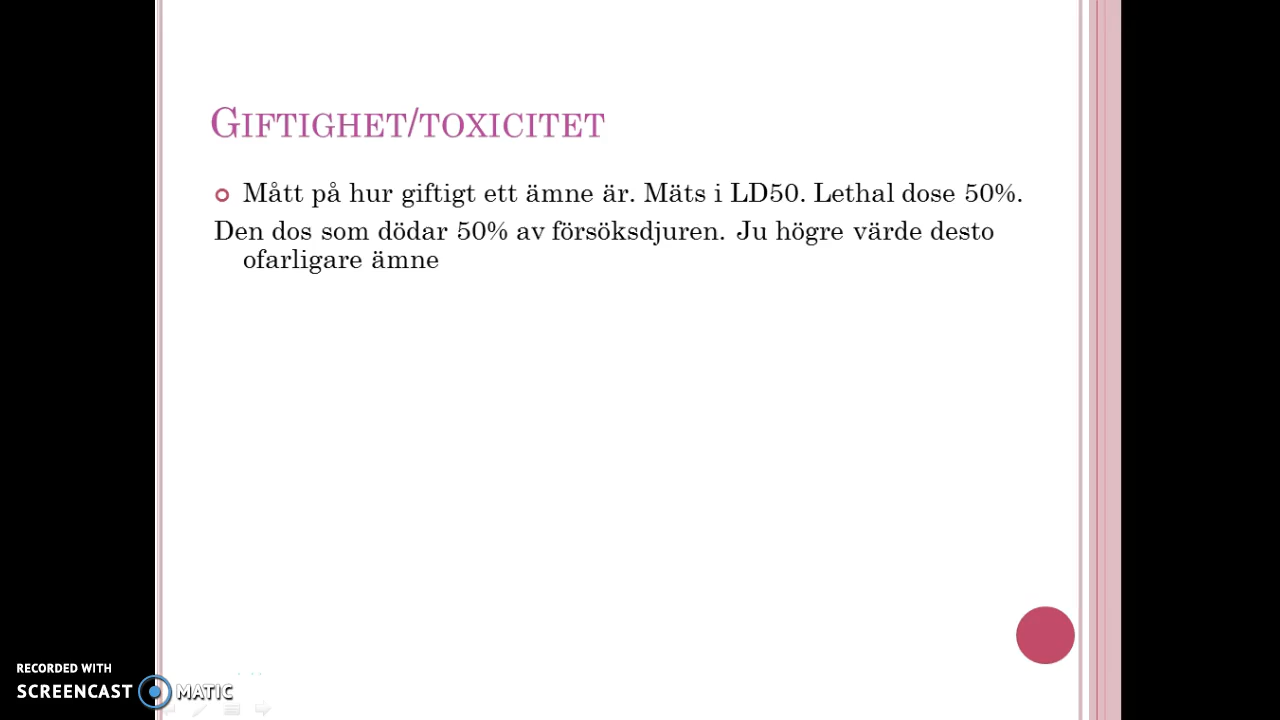 GIFTIGHET/TOXICITET
Mått på hur giftigt ett ämne är. Mäts i LD50. Lethal dose 50%.
Den dos som dödar 50% av försöksdjuren. Ju högre värde desto
ofarligare ämne
RECORDED WITH
SCREENCAST MATIC